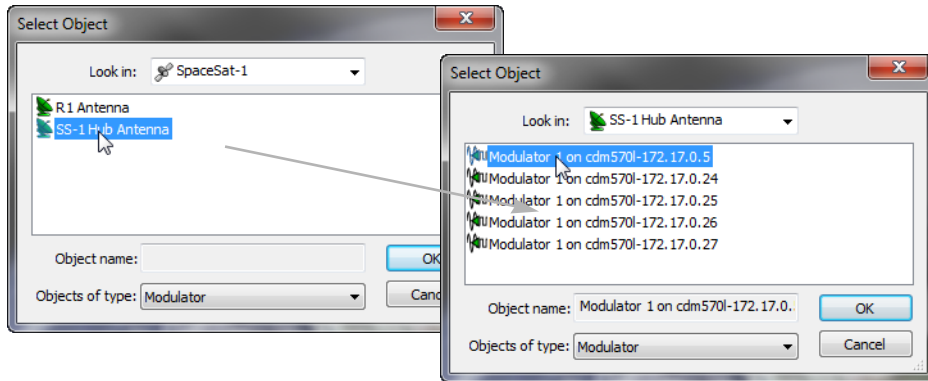 Select Object
Look in: SpaceSat-1
R1 Antenna
SS-1 Hub Antenna
Object name:
OK
Objects of type: Modulator
Select Object
Look in: SS-1 Hub Antenna
Modulator 1 on cdm570l-172.17.0.5
Modulator 1 on cdm570l-172.17.0.24
Modulator 1 on cdm570l-172.17.0.25
Modulator 1 on cdm570l-172.17.0.26
Modulator 1 on cdm570l-172.17.0.27
Object name: Modulator 1 on cdm570l-172.17.0.
OK
Objects of type: Modulator
Cancel